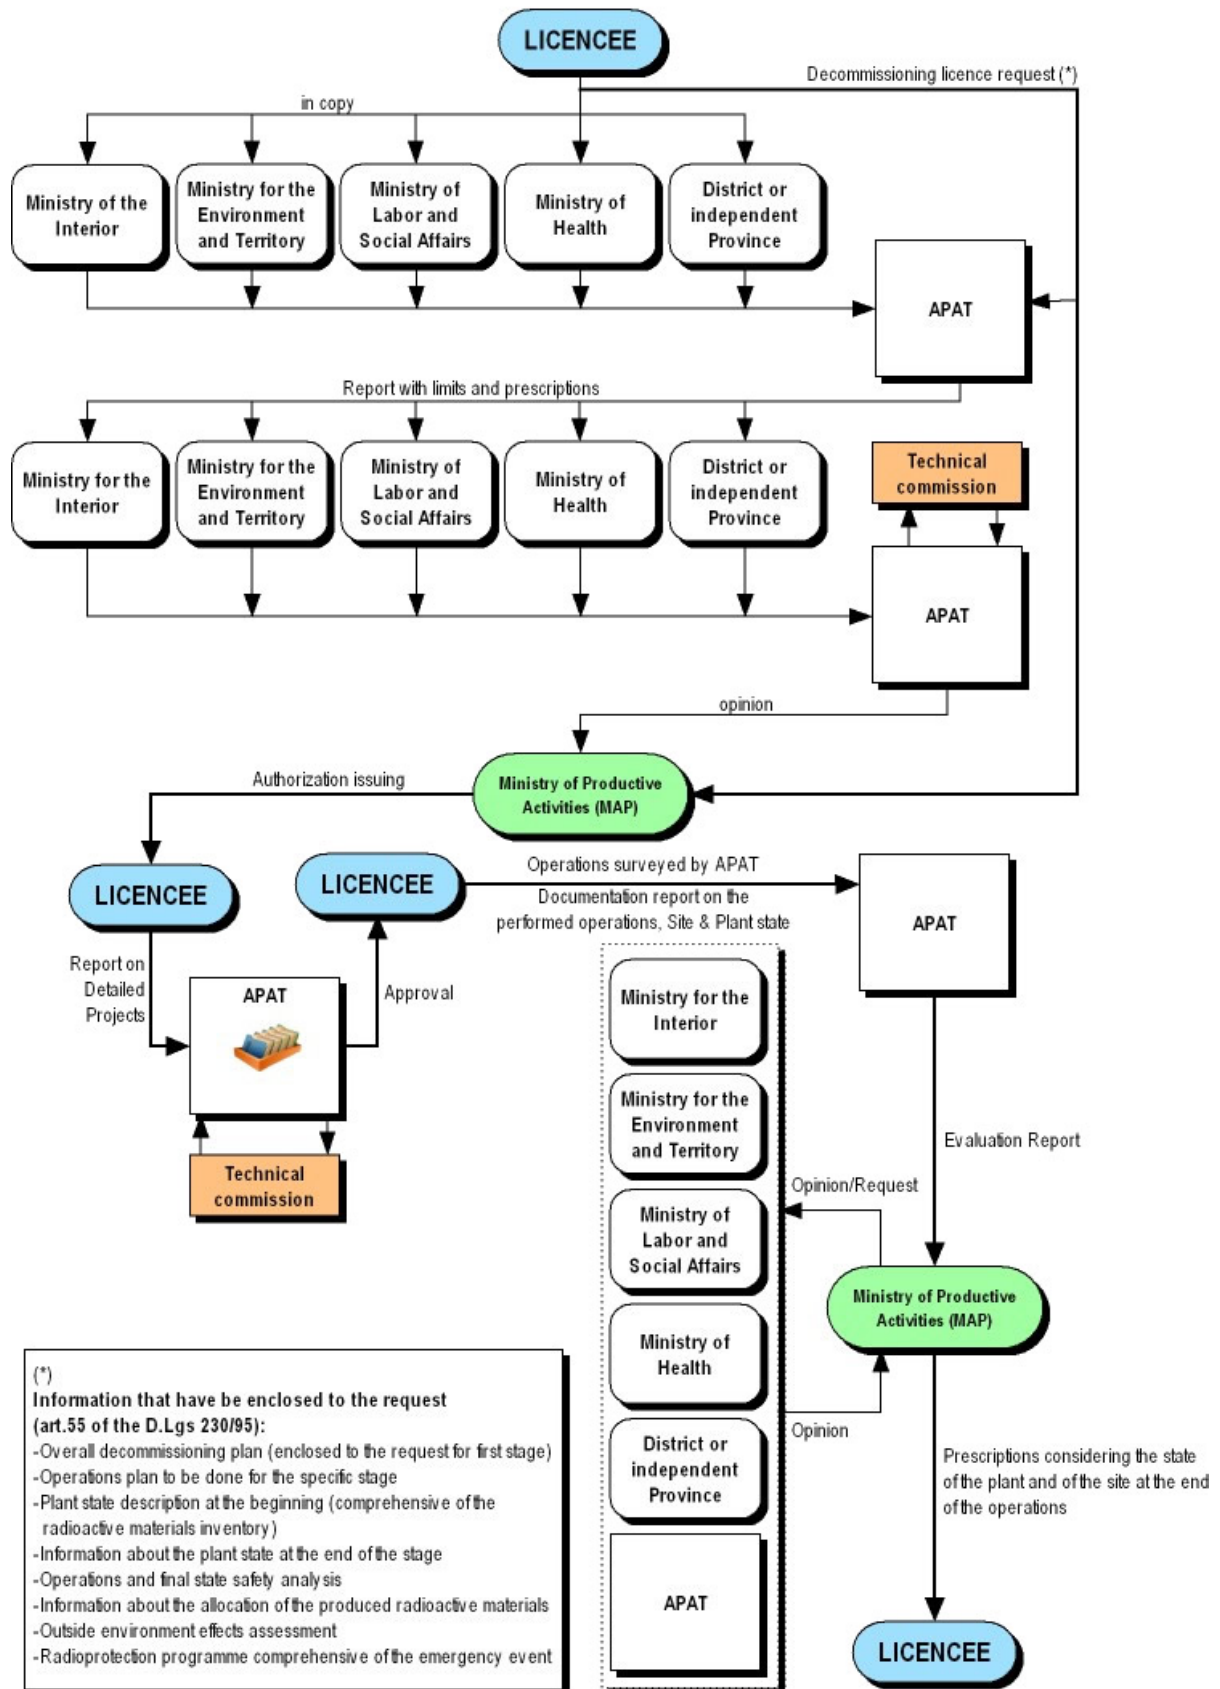 LICENCEE
Decommissioning licence request (*)
in copy
Ministry of the
Interior
Ministry for the
Environment
and Territory
Ministry of
Labor and
Social Affairs
Ministry of
Health
District or
independent
Province
APAT
Report with limits and prescriptions
Ministry for the
Interior
Ministry for the
Environment
and Territory
Ministry of
Labor and
Social Affairs
Ministry of
Health
District or
independent
Province
Technical
commission
APAT
opinion
Ministry of Productive
Activities (MAP)
Authorization issuing
LICENCEE
LICENCEE
Operations surveyed by APAT
Documentation report on the
performed operations, Site & Plant state
APAT
Report on
Detailed
Projects
APAT
Approval
Technical
commission
Ministry for the
Interior
Ministry for the
Environment
and Territory
Ministry of
Labor and
Social Affairs
Ministry of
Health
District or
independent
Province
APAT
Evaluation Report
Opinion/Request
Ministry of Productive
Activities (MAP)
Opinion
Prescriptions considering the state
of the plant and of the site at the end
of the operations
LICENCEE
(*)
Information that have be enclosed to the request
(art.55 of the D.Lgs 230/95):
-Overall decommissioning plan (enclosed to the request for first stage)
-Operations plan to be done for the specific stage
-Plant state description at the beginning (comprehensive of the
radioactive materials inventory)
-Information about the plant state at the end of the stage
-Operations and final state safety analysis
-Information about the allocation of the produced radioactive materials
-Outside environment effects assessment
-Radioprotection programme comprehensive of the emergency event